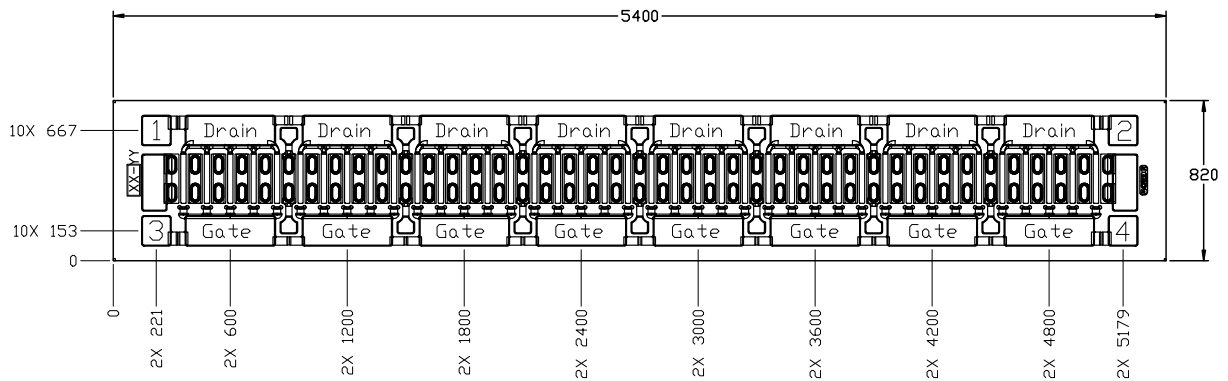 5400
10X 667
1 Drain Drain Drain Drain Drain Drain Drain Drain 2
XX-YY
820
10X 153
3 Gate Gate Gate Gate Gate Gate Gate Gate 4
0
0
2X 221
2X 600
2X 1200
2X 1800
2X 2400
2X 3000
2X 3600
2X 4200
2X 4800
2X 5179